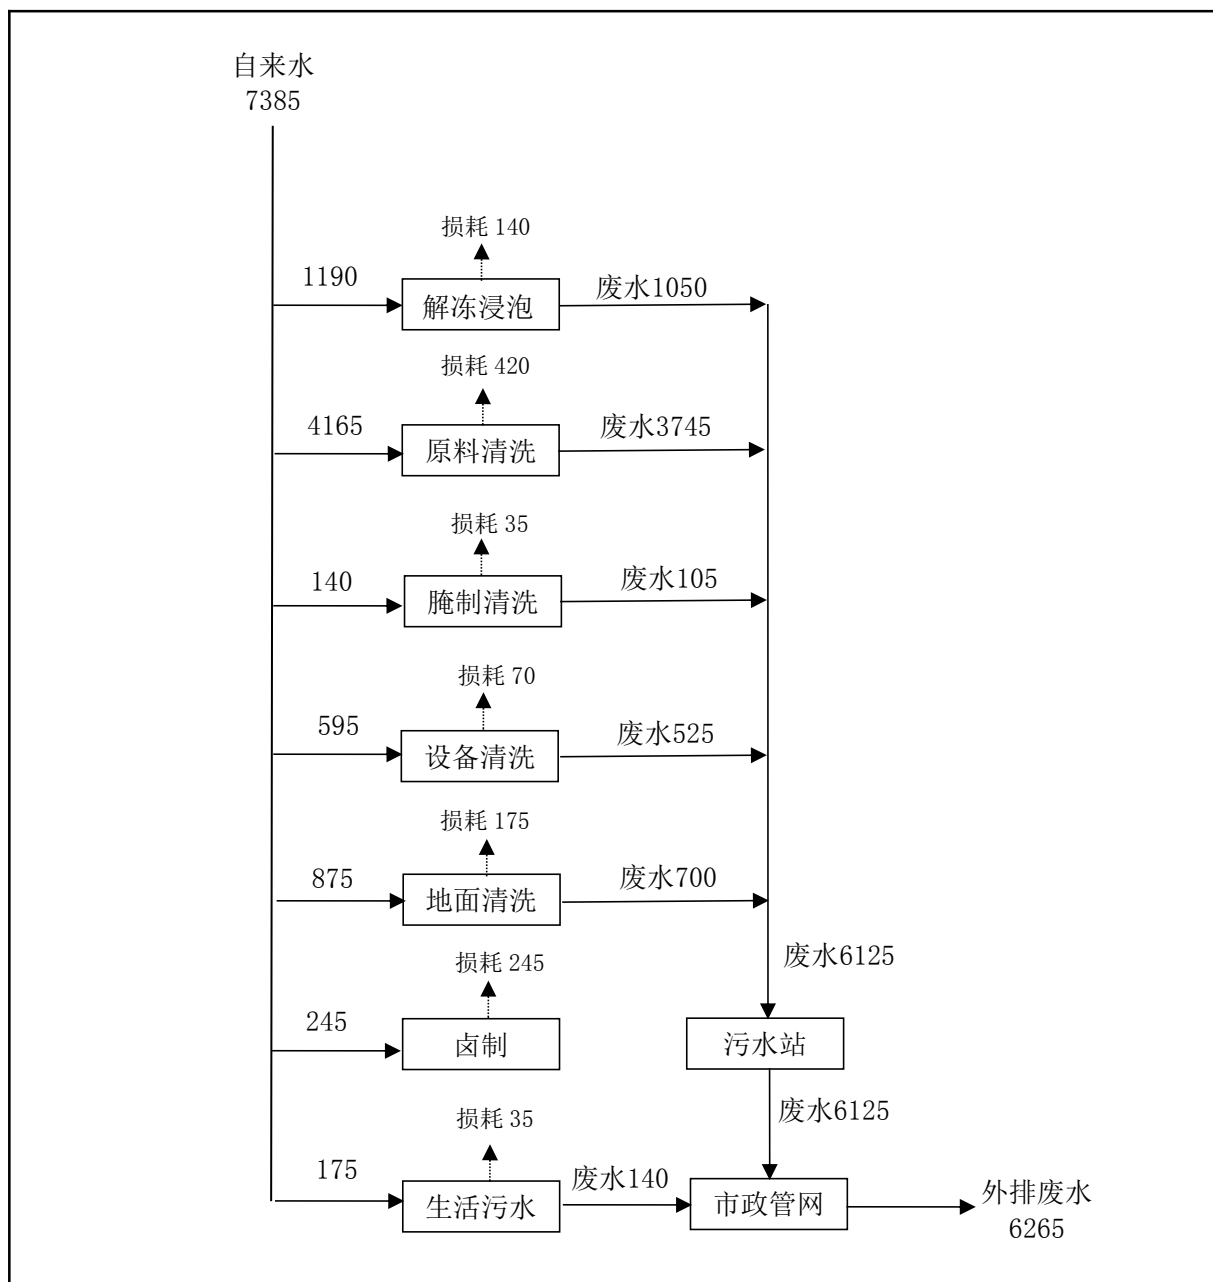 自来水
7385
损耗 140
1190
解冻浸泡
废水1050
损耗 420
4165
原料清洗
废水3745
损耗 35
140
腌制清洗
废水105
损耗 70
595
设备清洗
废水525
损耗 175
875
地面清洗
废水700
废水6125
损耗 245
245
卤制
污水站
废水6125
损耗 35
175
生活污水
废水140
市政管网
外排废水
6265